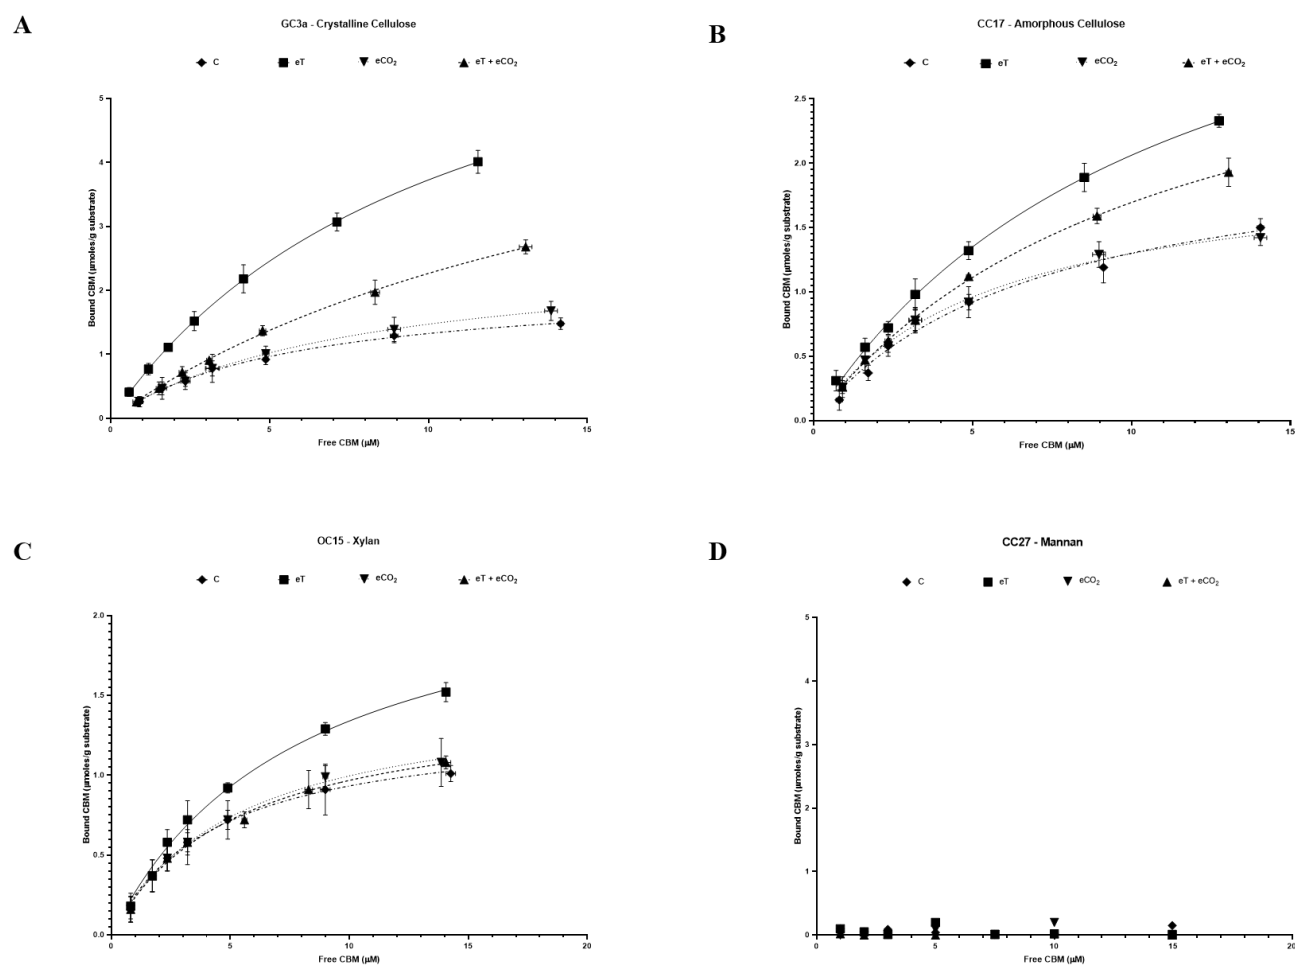 A
GC3a - Crystalline Cellulose
C eT eCO₂ eT + eCO₂
Bound CBM (µmoles/g substrate)
5
4
3
2
1
0
0 5 10 15
Free CBM (µM)
B
CC17 - Amorphous Cellulose
C eT eCO₂ eT + eCO₂
Bound CBM (µmoles/g substrate)
2.5
2.0
1.5
1.0
0.5
0.0
0 5 10 15
Free CBM (µM)
C
OC15 - Xylan
C eT eCO₂ eT + eCO₂
Bound CBM (µmoles/g substrate)
2.0
1.5
1.0
0.5
0.0
0 5 10 15 20
Free CBM (µM)
D
CC27 - Mannan
C eT eCO₂ eT + eCO₂
Bound CBM (µmoles/g substrate)
5
4
3
2
1
0
0 5 10 15 20
Free CBM (µM)